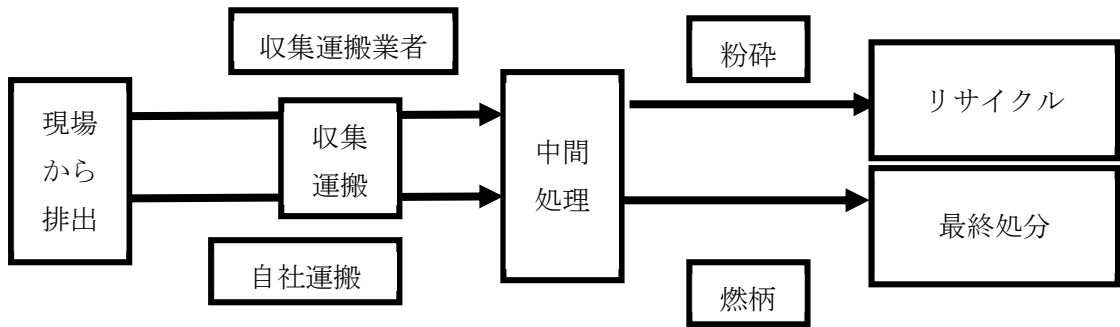 収集運搬業者
粉砕
現場
から
排出
収集
運搬
中間
処理
リサイクル
最終処分
自社運搬
燃柄